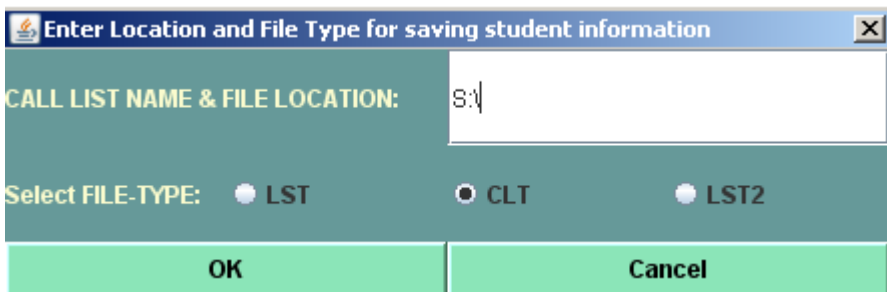 Enter Location and File Type for saving student information
CALL LIST NAME & FILE LOCATION: S:\
Select FILE-TYPE: LST CLT LST2
OK Cancel